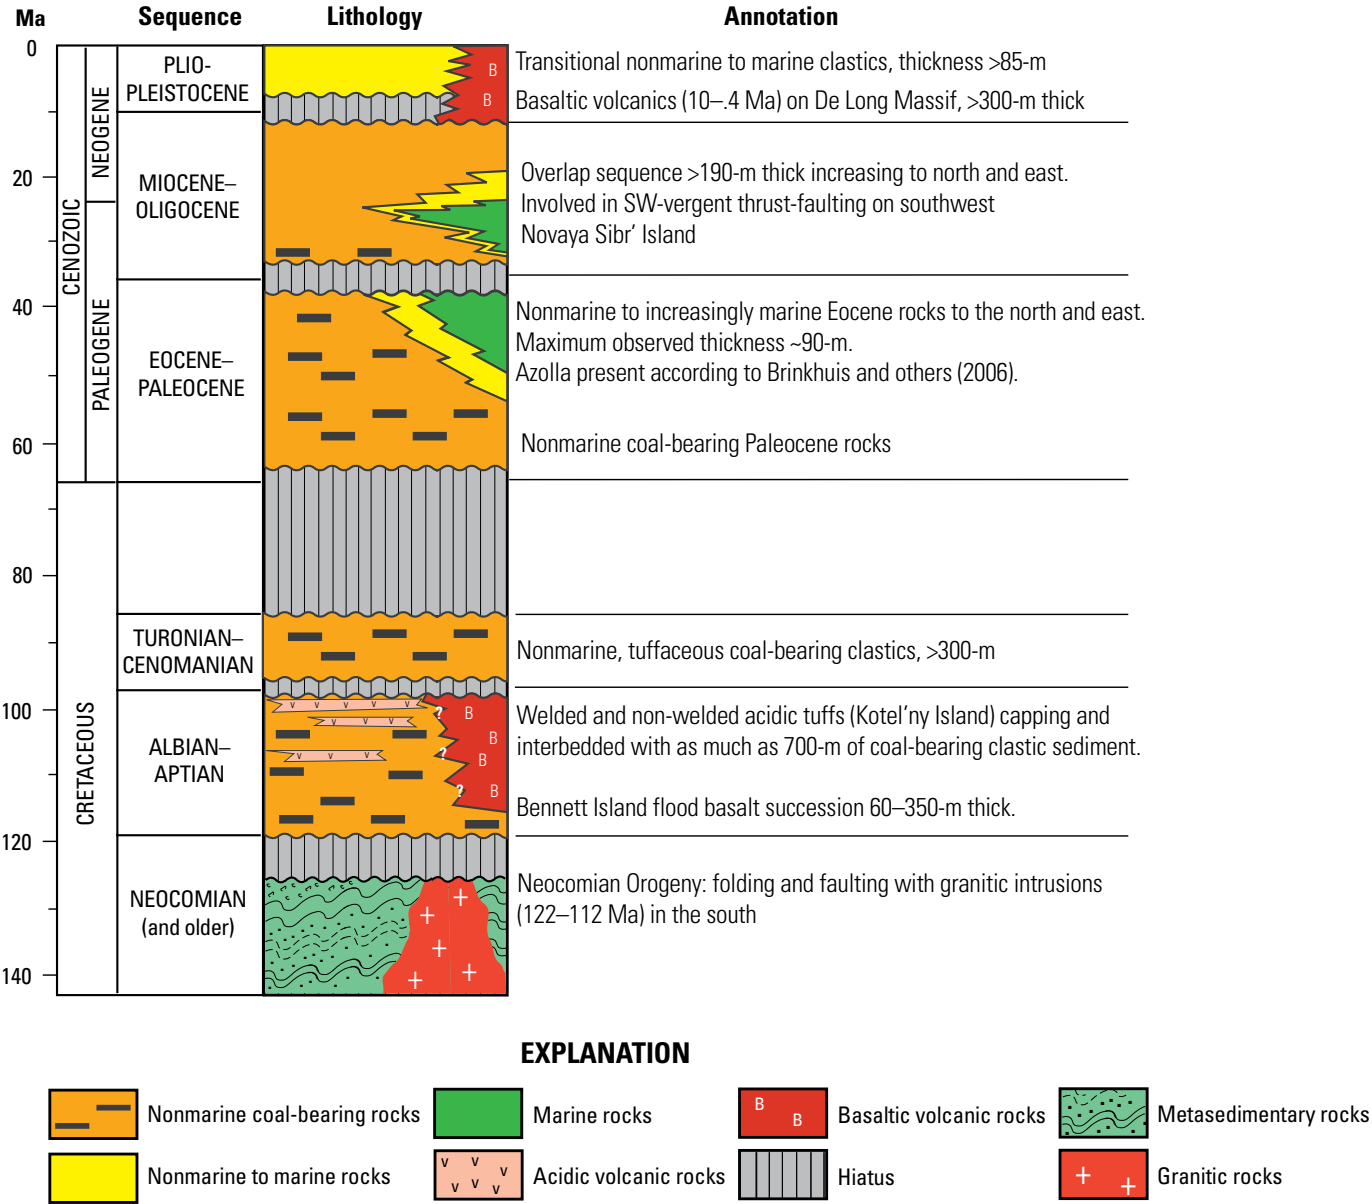 Ma Sequence Lithology Annotation
0
20
40
60
80
100
120
140
CENOZOIC
NEOGENE
PALEOGENE
CRETACEOUS
PLIO-
PLEISTOCENE
MIOCENE–
OLIGOCENE
EOCENE–
PALEOCENE
TURONIAN–
CENOMANIAN
ALBIAN–
APTIAN
NEOCOMIAN
(and older)
B
B
v v v v v
v v v v
v v v v
? ? ?
B
B
B
B
+ + + + +
Transitional nonmarine to marine clastics, thickness >85-m
Basaltic volcanics (10–.4 Ma) on De Long Massif, >300-m thick
Overlap sequence >190-m thick increasing to north and east.
Involved in SW-vergent thrust-faulting on southwest
Novaya Sibr' Island
Nonmarine to increasingly marine Eocene rocks to the north and east.
Maximum observed thickness ~90-m.
Azolla present according to Brinkhuis and others (2006).
Nonmarine coal-bearing Paleocene rocks
Nonmarine, tuffaceous coal-bearing clastics, >300-m
Welded and non-welded acidic tuffs (Kotel'ny Island) capping and
interbedded with as much as 700-m of coal-bearing clastic sediment.
Bennett Island flood basalt succession 60–350-m thick.
Neocomian Orogeny: folding and faulting with granitic intrusions
(122–112 Ma) in the south
EXPLANATION
Nonmarine coal-bearing rocks
Marine rocks
B B Basaltic volcanic rocks
Metasedimentary rocks
Nonmarine to marine rocks
v v v v v v Acidic volcanic rocks
Hiatus
+ + Granitic rocks